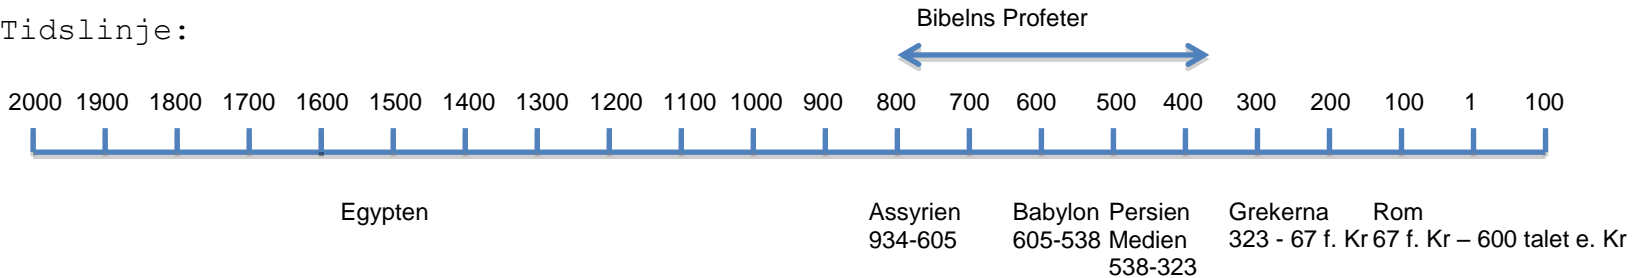 Bibelns Profeter
Tidslinje:
2000 1900 1800 1700 1600 1500 1400 1300 1200 1100 1000 900 800 700 600 500 400 300 200 100 1 100
Egypten Assyrien Babylon Persien Grekerna Rom
934-605 605-538 Medien 323 - 67 f. Kr 67 f. Kr – 600 talet e. Kr
538-323